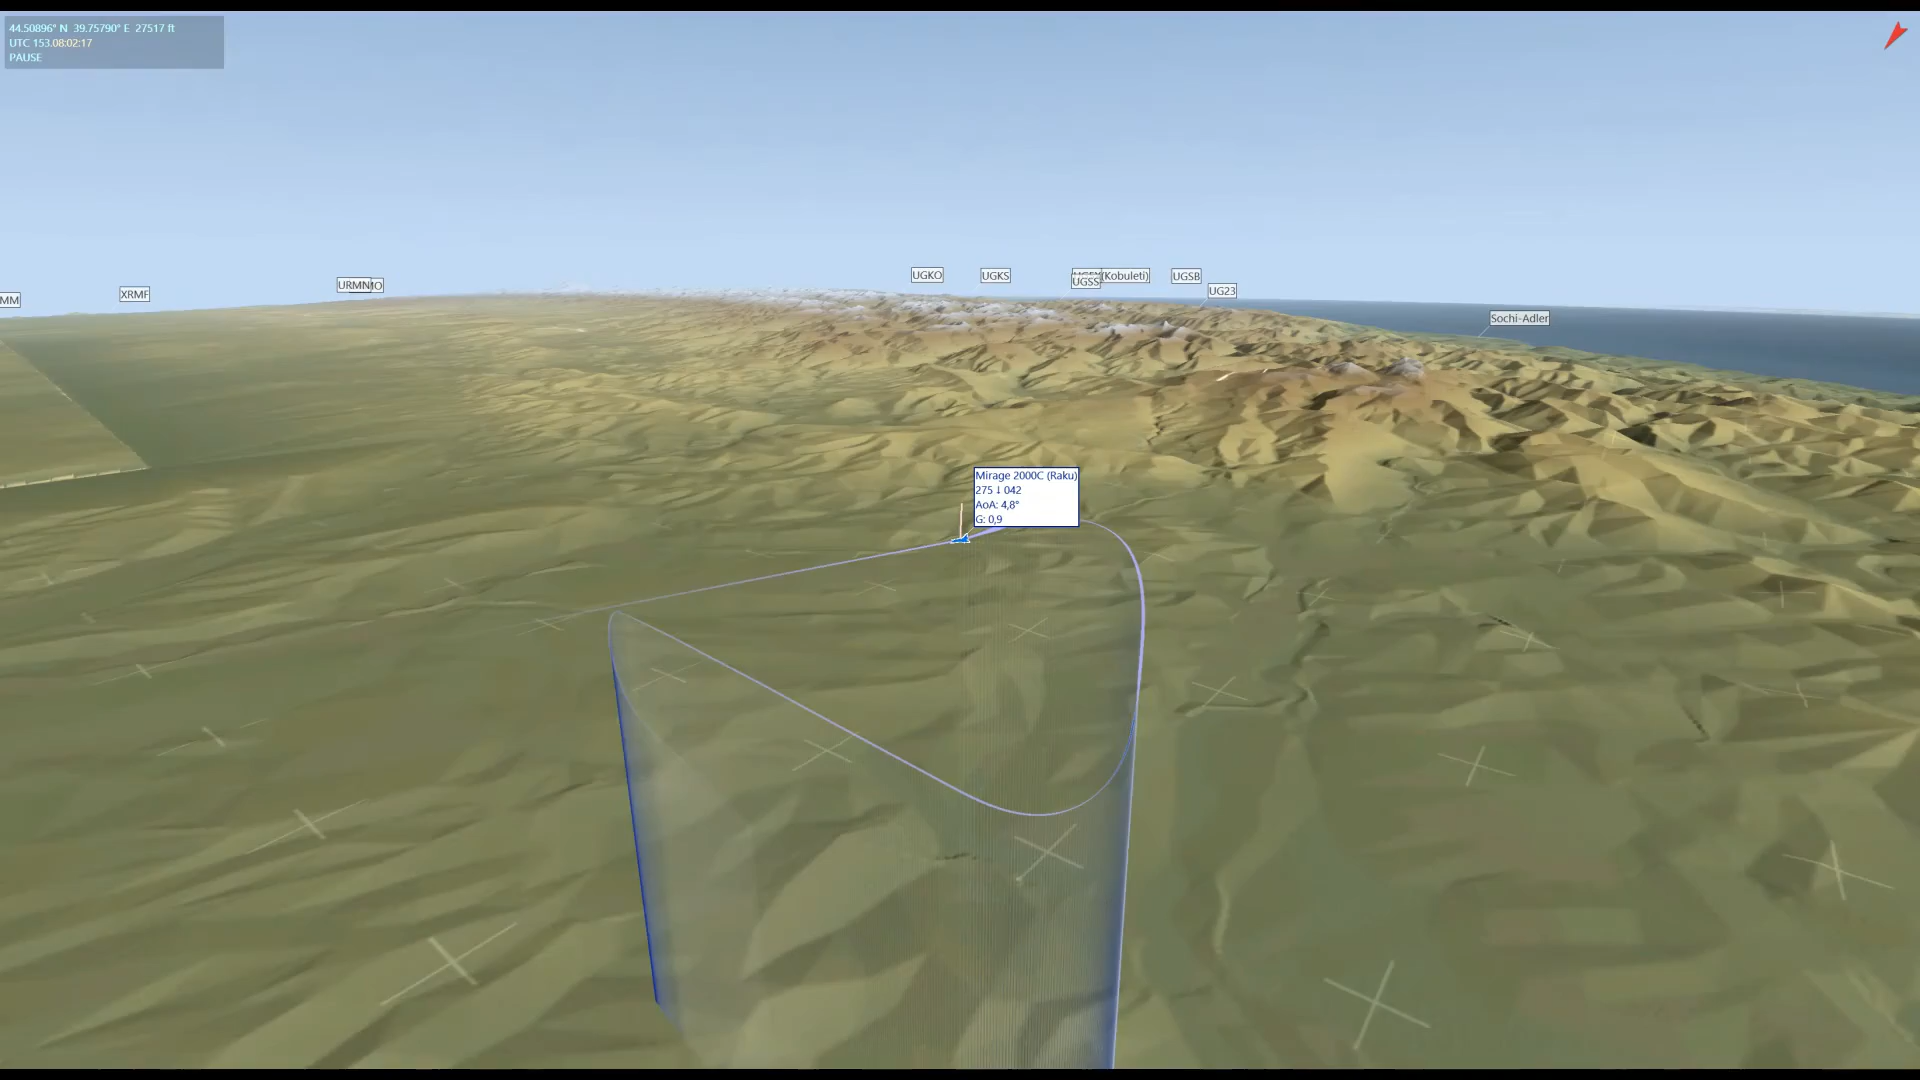 44.50896° N 39.75790° E 27517 ft
UTC 153.08:02:17
PAUSE
UGKO
UGKS
(Kobuleti)
UGSS
UGSB
URMN
UG23
XRMF
MM
Sochi-Adler
Mirage 2000C (Raku)
275 ↓ 042
AoA: 4,8°
G: 0,9